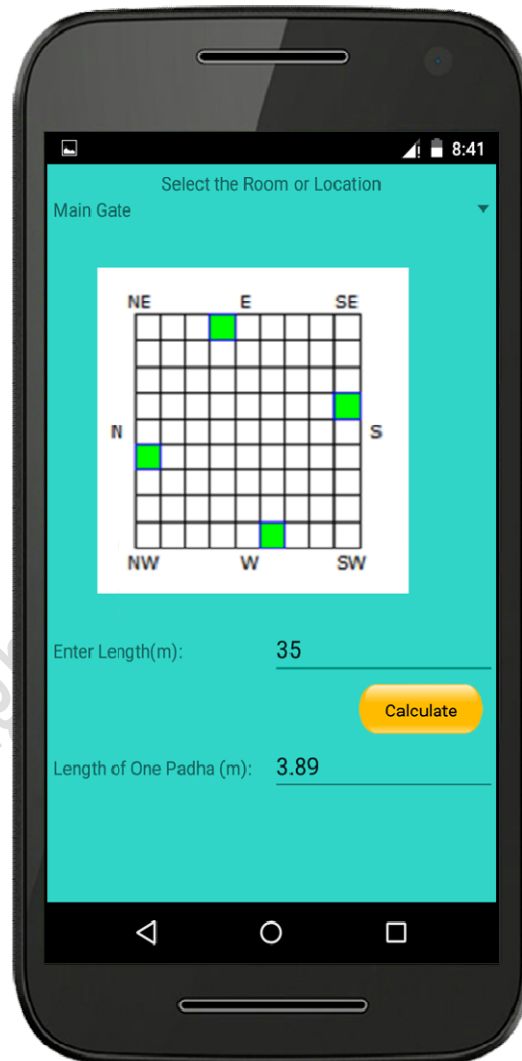 8:41
Select the Room or Location
Main Gate
NE E SE
N S
NW W SW
Enter Length(m): 35
Calculate
Length of One Padha (m): 3.89